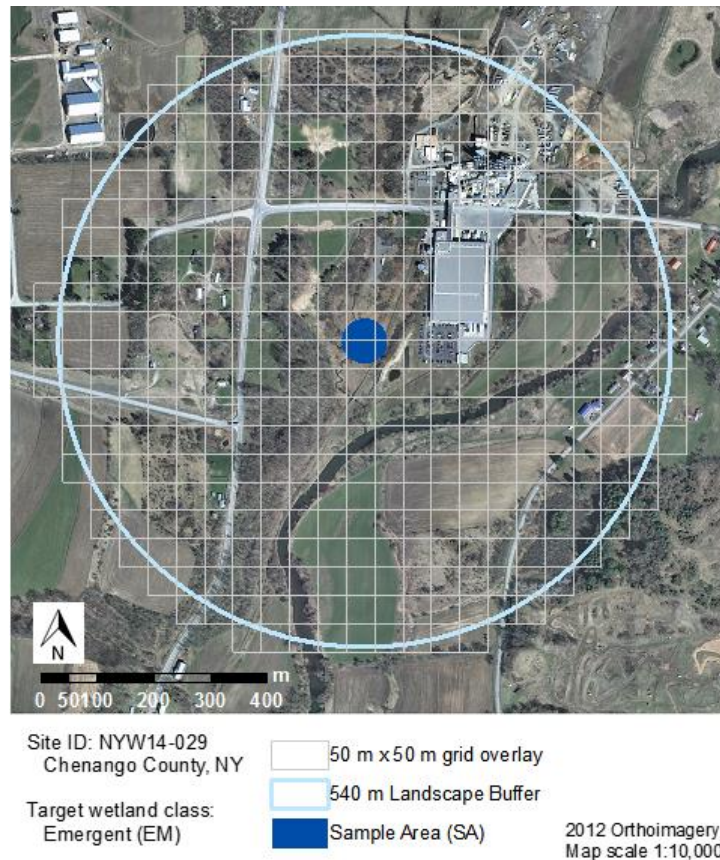 N
m
0 50100 200 300 400
Site ID: NYW14-029
Chenango County, NY
Target wetland class:
Emergent (EM)
50 m x 50 m grid overlay
540 m Landscape Buffer
Sample Area (SA)
2012 Orthoimagery
Map scale 1:10,000